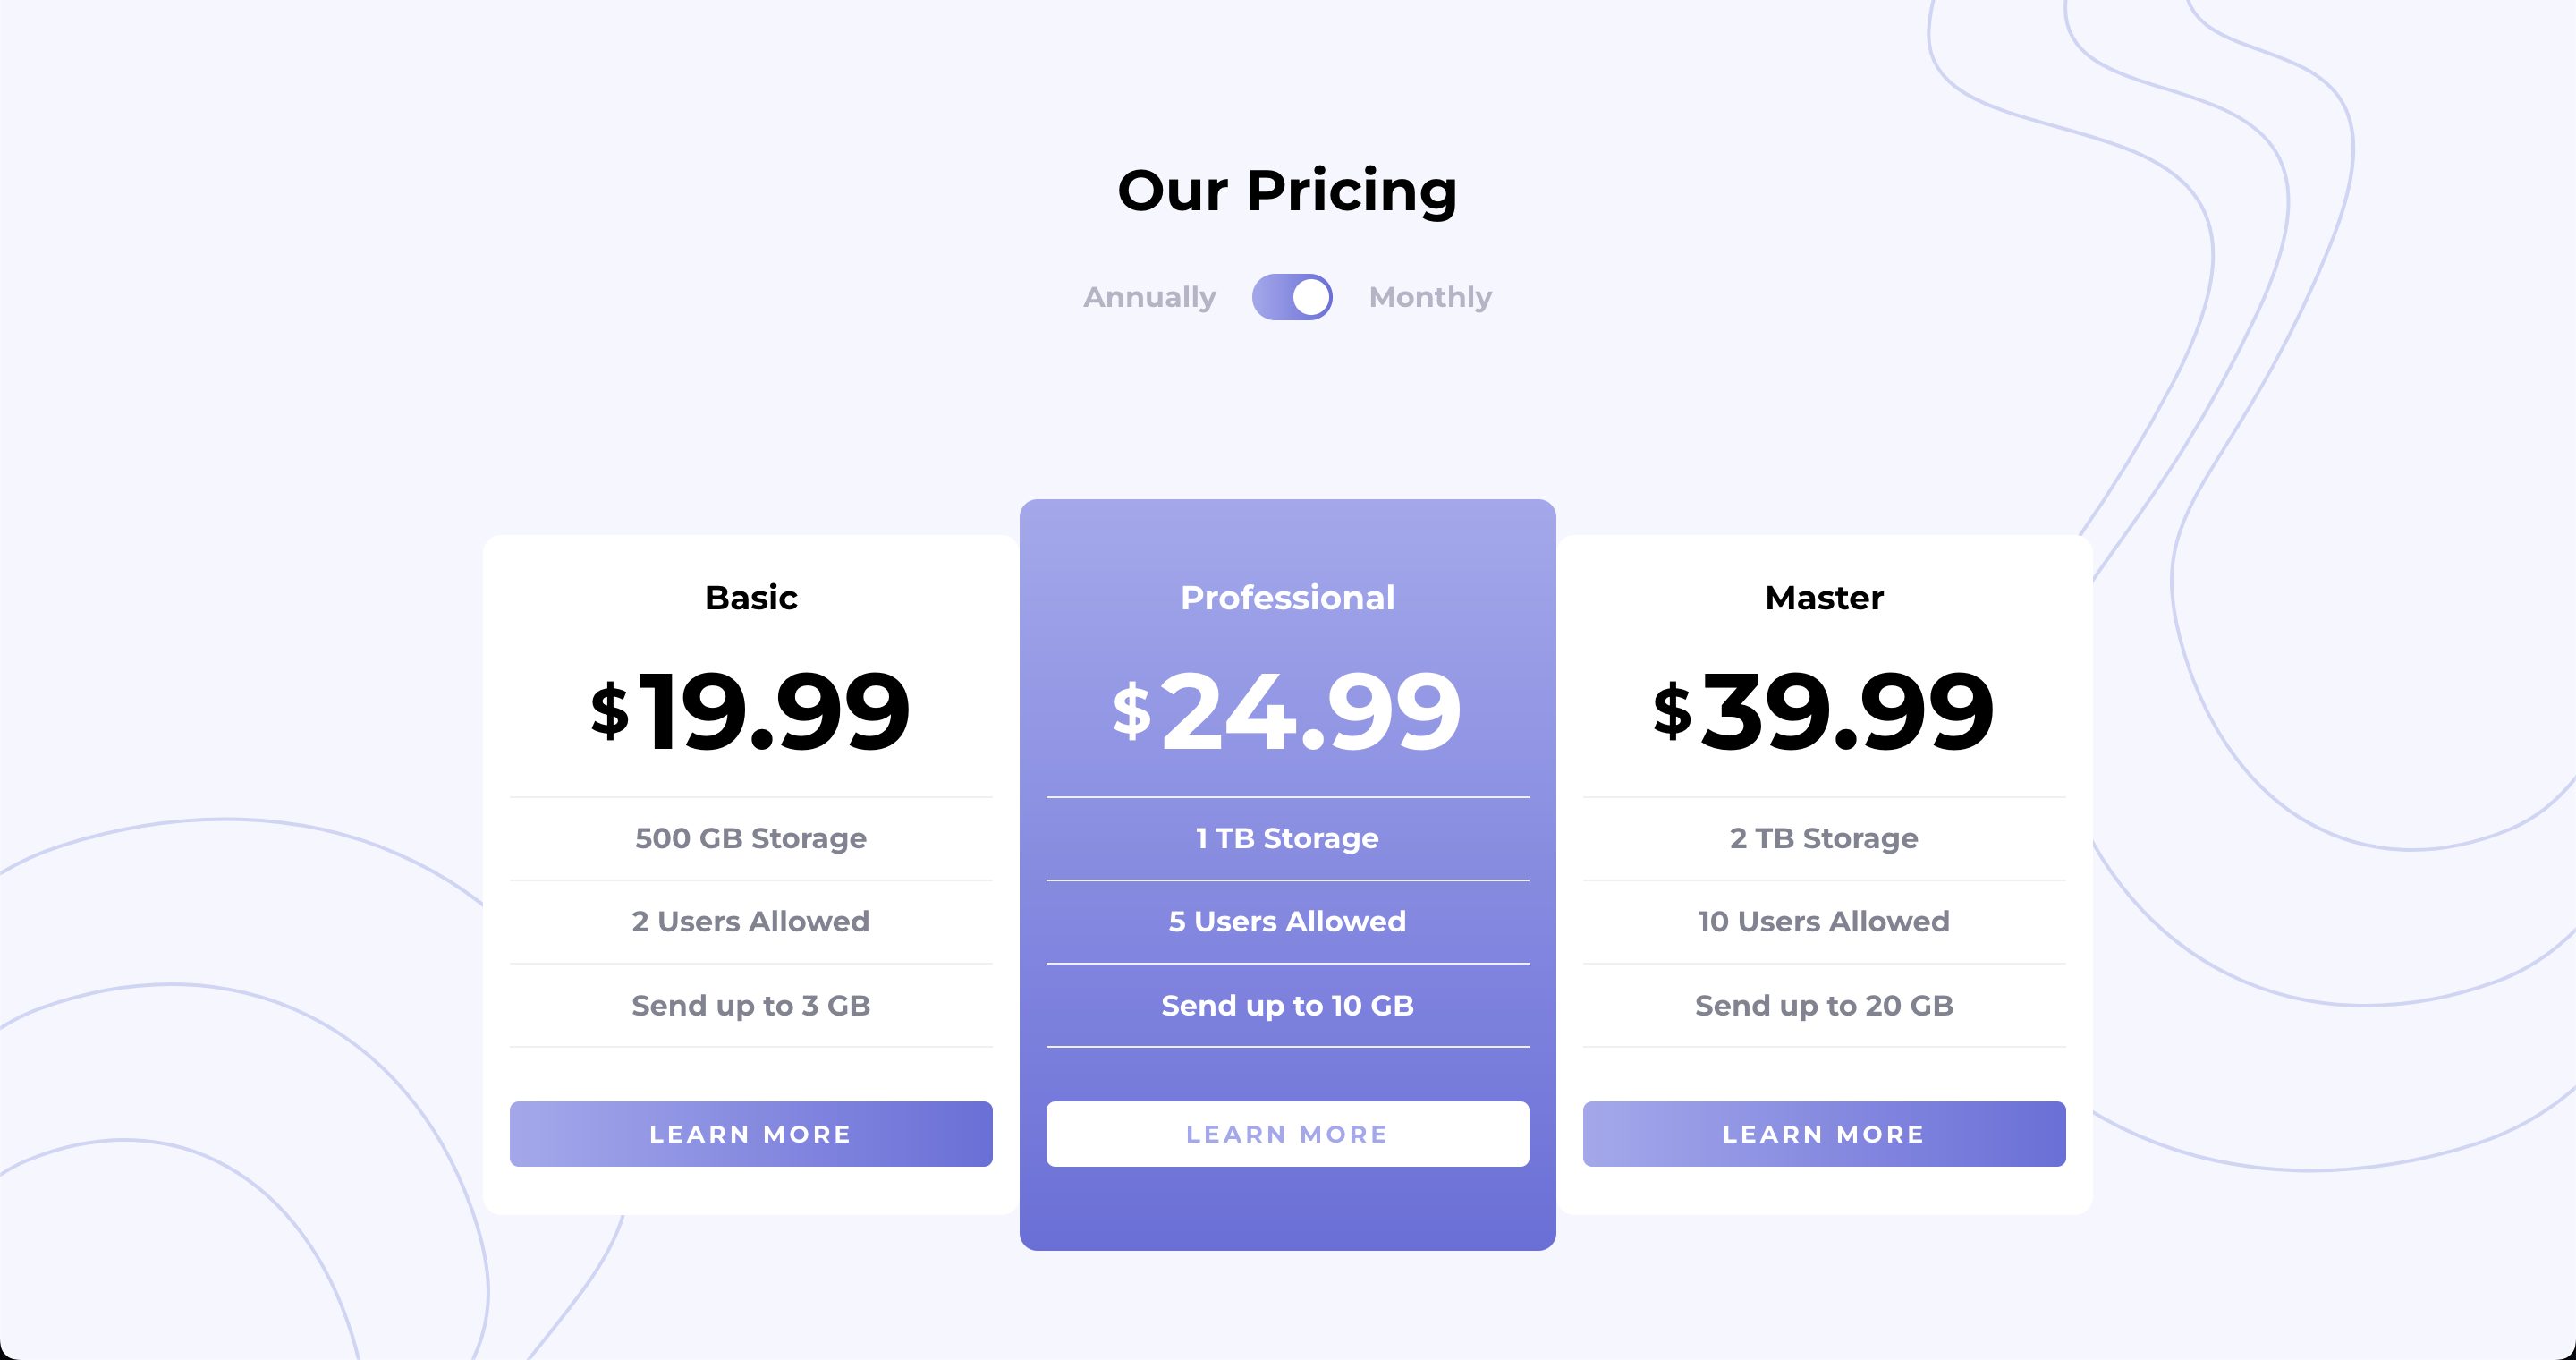 Our Pricing
Annually Monthly
Basic
$19.99
500 GB Storage
2 Users Allowed
Send up to 3 GB
LEARN MORE
Professional
$24.99
1 TB Storage
5 Users Allowed
Send up to 10 GB
LEARN MORE
Master
$39.99
2 TB Storage
10 Users Allowed
Send up to 20 GB
LEARN MORE